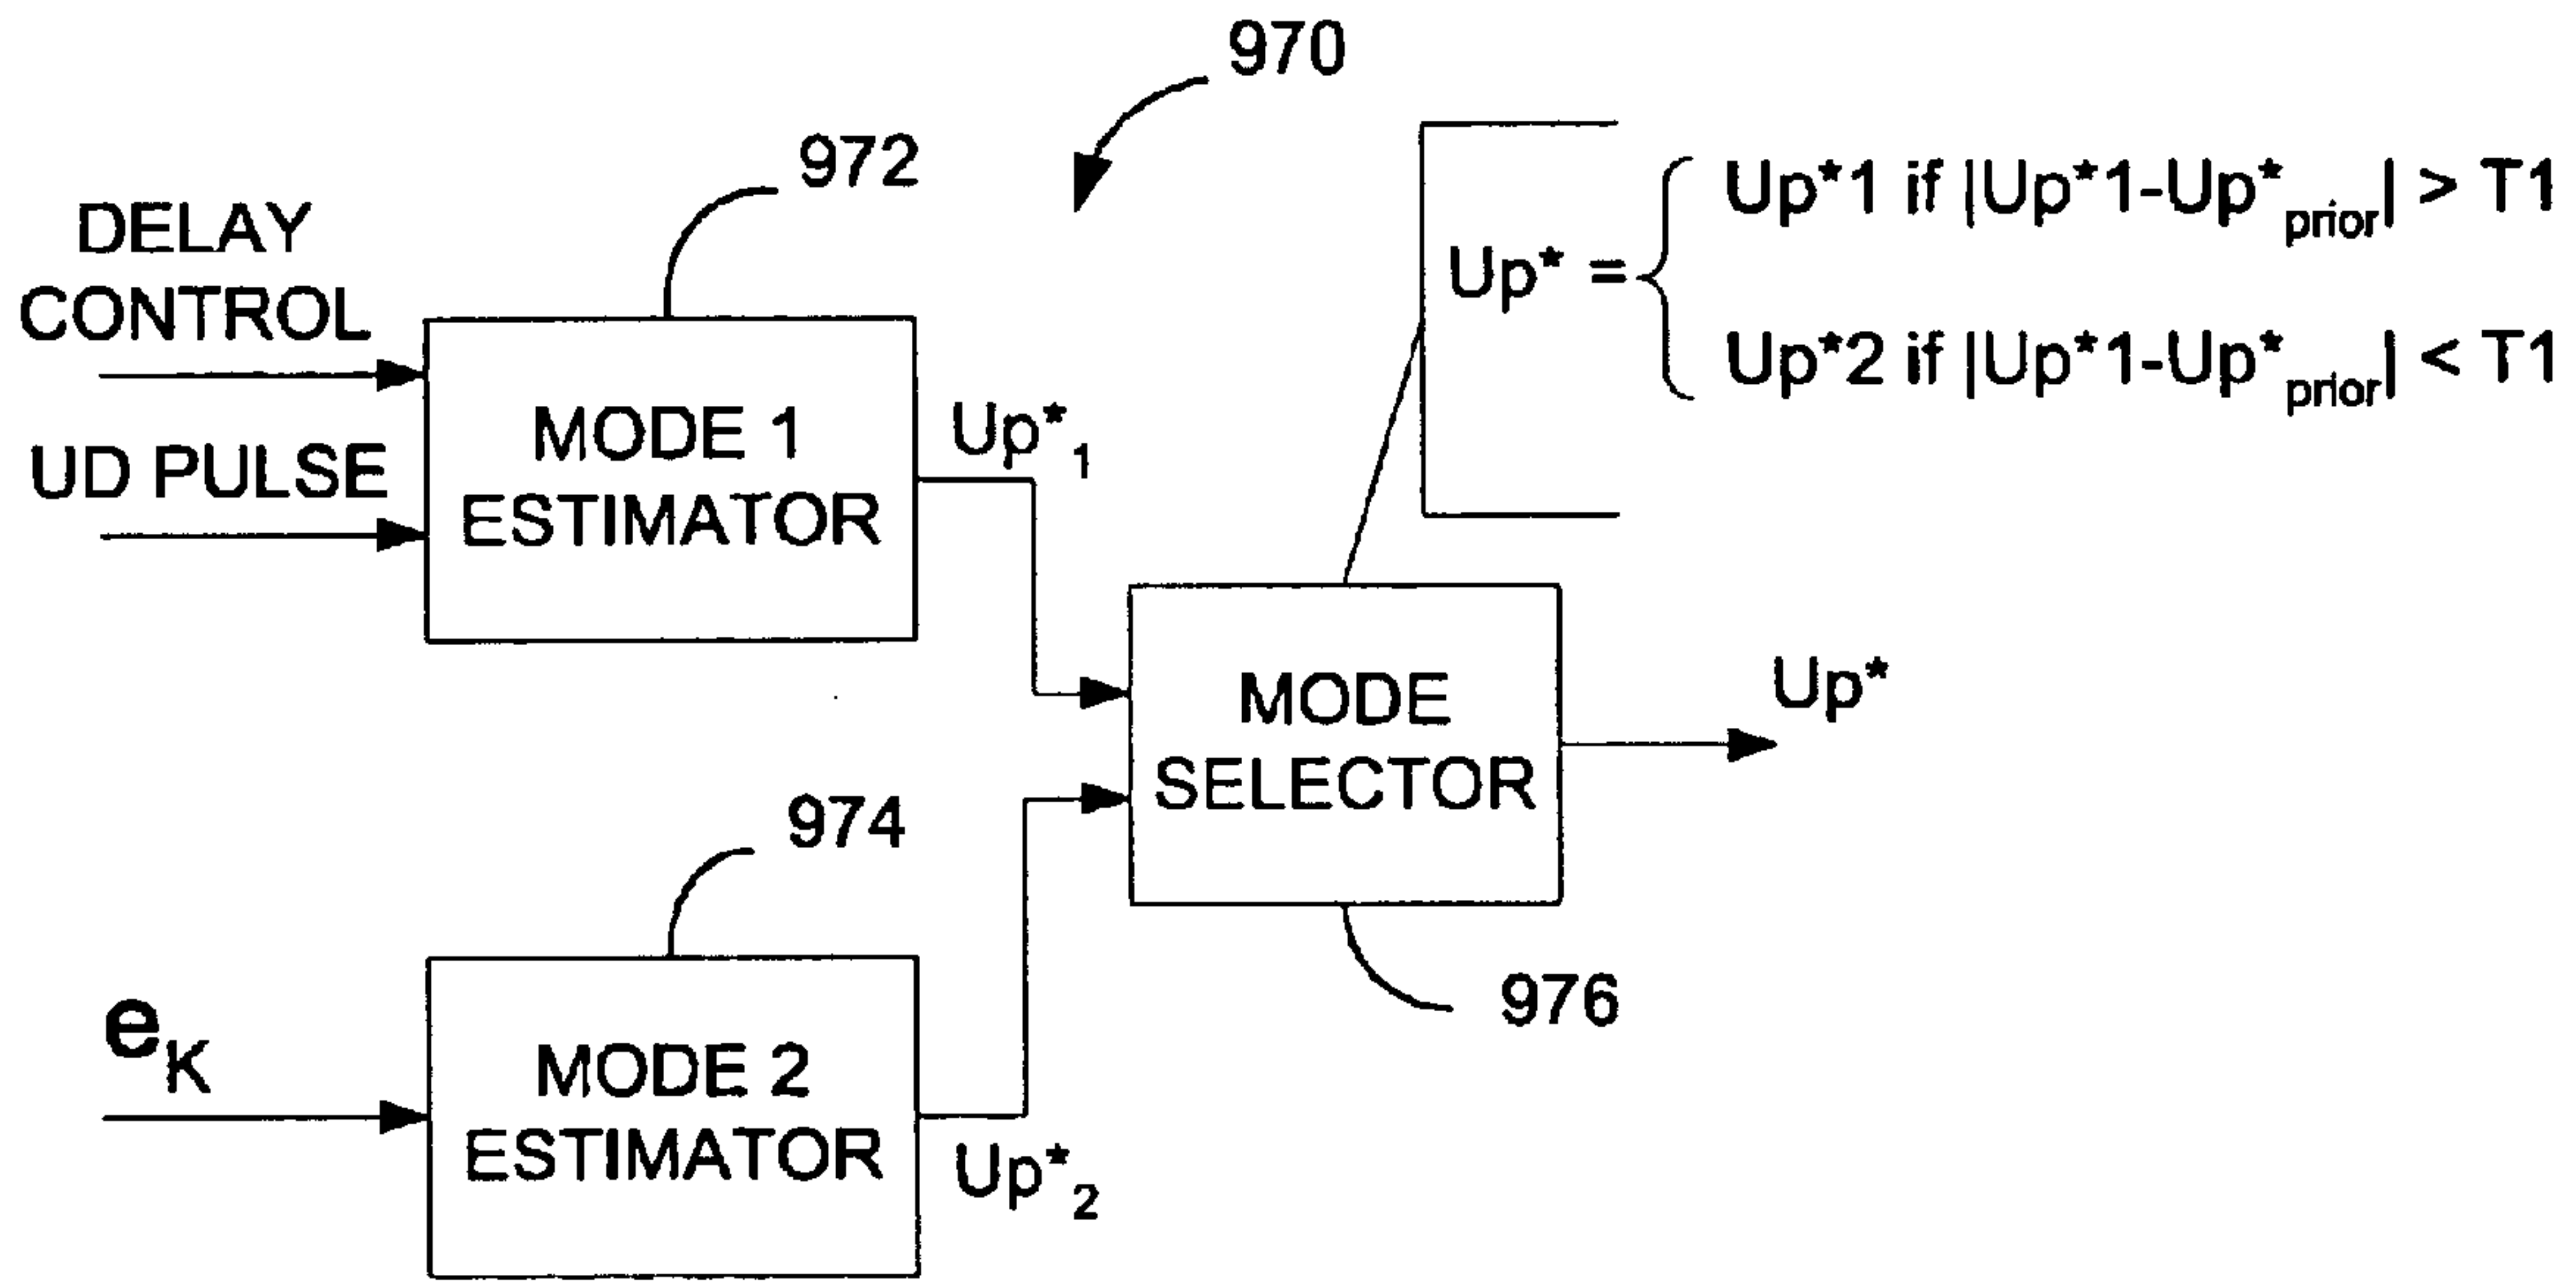 970
972
DELAY
CONTROL
UD PULSE
MODE 1
ESTIMATOR
Up*1
Up* =
Up*1 if |Up*1-Up*prior| > T1
Up*2 if |Up*1-Up*prior| < T1
MODE
SELECTOR
Up*
974
976
eK
MODE 2
ESTIMATOR
Up*2